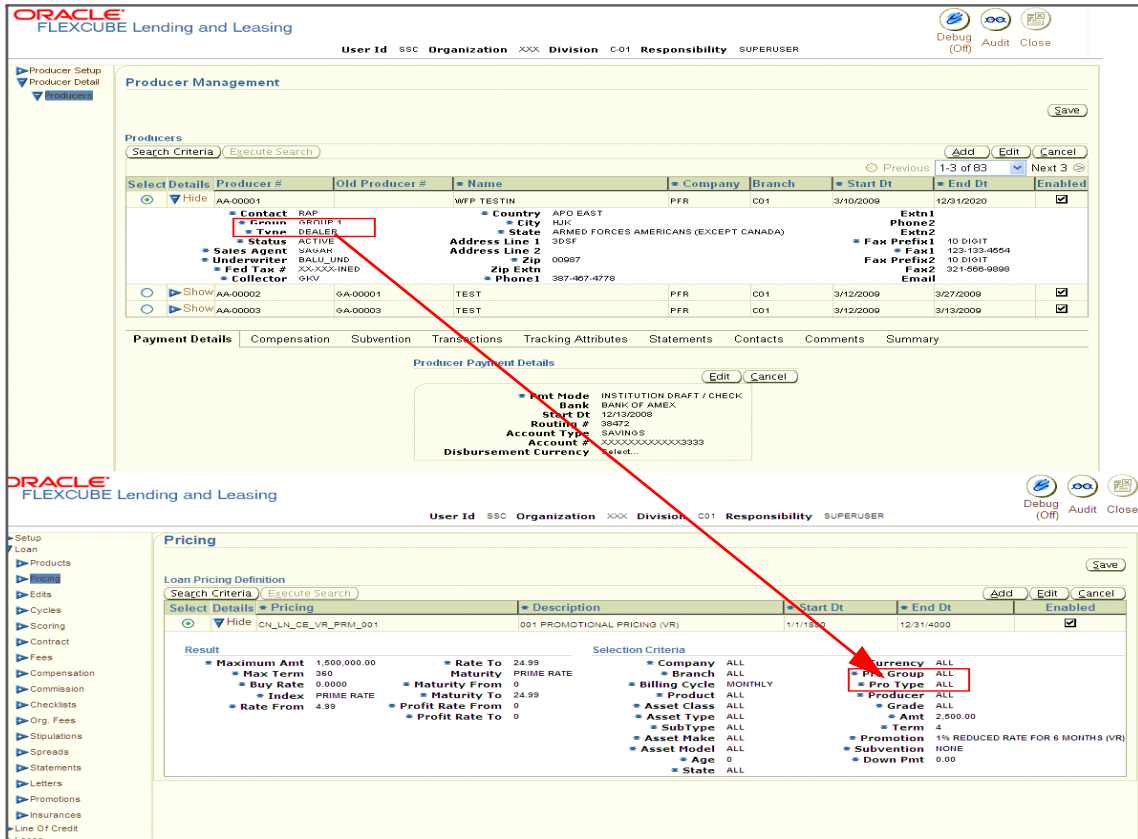 ORACLE
FLEXCUBE Lending and Leasing
Debug (Off) Audit Close
User Id SSC Organization XXX Division C-01 Responsibility SUPERUSER
Producer Setup
Producer Detail
Producers
Producer Management
Save
Producers
Search Criteria Execute Search Add Edit Cancel
Previous 1-3 of 83 Next 3
Select Details Producer # Old Producer # * Name * Company Branch * Start Dt * End Dt Enabled
Hide AA-00001 WFP TESTIN PFR C01 3/10/2009 12/31/2020
* Contact RAP * Country APO EAST Extn1
* Group GROUP 1 * City HJK Phone2
* Type DEALER * State ARMED FORCES AMERICANS (EXCEPT CANADA) Extn2
* Status ACTIVE Address Line 1 3DSF * Fax Prefix1 10 DIGIT
* Sales Agent SAGAR Address Line 2 * Fax1 123-133-4554
* Underwriter BALU_UND * Zip 00987 Fax Prefix2 10 DIGIT
* Fed Tax # XX-XXX-INED Zip Extn Fax2 321-566-9898
* Collector GKV * Phone1 387-467-4778 Email
Show AA-00002 GA-00001 TEST PFR C01 3/12/2009 3/27/2009
Show AA-00003 GA-00003 TEST PFR C01 3/12/2009 3/13/2009
Payment Details Compensation Subvention Transactions Tracking Attributes Statements Contacts Comments Summary
Producer Payment Details
Edit Cancel
* Pmt Mode INSTITUTION DRAFT / CHECK
Bank BANK OF AMEX
Start Dt 12/13/2008
Routing # 38472
Account Type SAVINGS
Account # XXXXXXXXXXXX3333
Disbursement Currency Select...
ORACLE
FLEXCUBE Lending and Leasing
Debug (Off) Audit Close
User Id SSC Organization XXX Division C01 Responsibility SUPERUSER
Setup
Loan
Products
Pricing
Edits
Cycles
Scoring
Contract
Fees
Compensation
Commission
Checklists
Org. Fees
Stipulations
Spreads
Statements
Letters
Promotions
Insurances
Line Of Credit
Pricing
Save
Loan Pricing Definition
Search Criteria Execute Search Add Edit Cancel
Select Details * Pricing * Description * Start Dt * End Dt Enabled
Hide CN_LN_CE_VR_PRM_001 001 PROMOTIONAL PRICING (VR) 1/1/1800 12/31/4000
Result Selection Criteria
* Maximum Amt 1,500,000.00 * Rate To 24.99 * Company ALL * Currency ALL
* Max Term 360 Maturity PRIME RATE * Branch ALL * Pro Group ALL
* Buy Rate 0.0000 * Maturity From 0 * Billing Cycle MONTHLY * Pro Type ALL
* Index PRIME RATE * Maturity To 24.99 * Product ALL * Producer ALL
* Rate From 4.99 * Profit Rate From 0 * Asset Class ALL * Grade ALL
* Profit Rate To 0 * Asset Type ALL * Amt 2,500.00
* SubType ALL * Term 4
* Asset Make ALL * Promotion 1% REDUCED RATE FOR 6 MONTHS (VR)
* Asset Model ALL * Subvention NONE
* Age 0 * Down Pmt 0.00
* State ALL